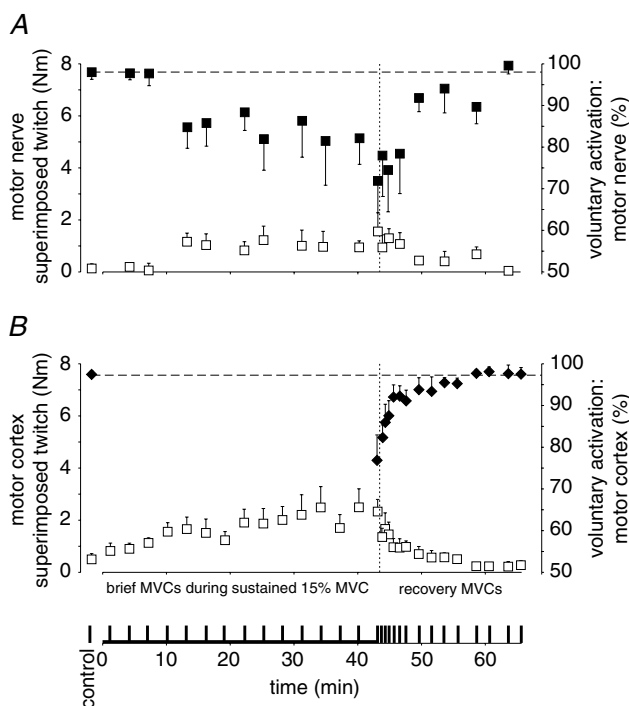 A
motor nerve
superimposed twitch (Nm)
8
6
4
2
0
100
90
80
70
60
50
voluntary activation:
motor nerve (%)
B
motor cortex
superimposed twitch (Nm)
8
6
4
2
0
100
90
80
70
60
50
voluntary activation:
motor cortex (%)
brief MVCs during sustained 15% MVC
recovery MVCs
control
0 10 20 30 40 50 60
time (min)